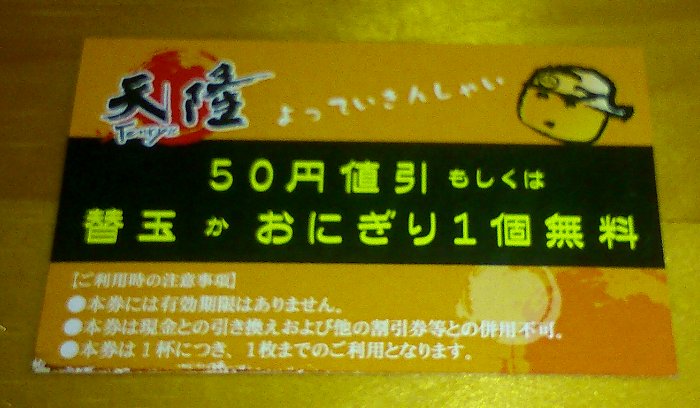 天陸
Tenriku
よっていきんしゃい
50円値引もしくは
替玉かおにぎり1個無料
【ご利用時の注意事項】
●本券には有効期限はありません。
●本券は現金との引き換えおよび他の割引券等との併用不可。
●本券は1杯につき、1枚までのご利用となります。